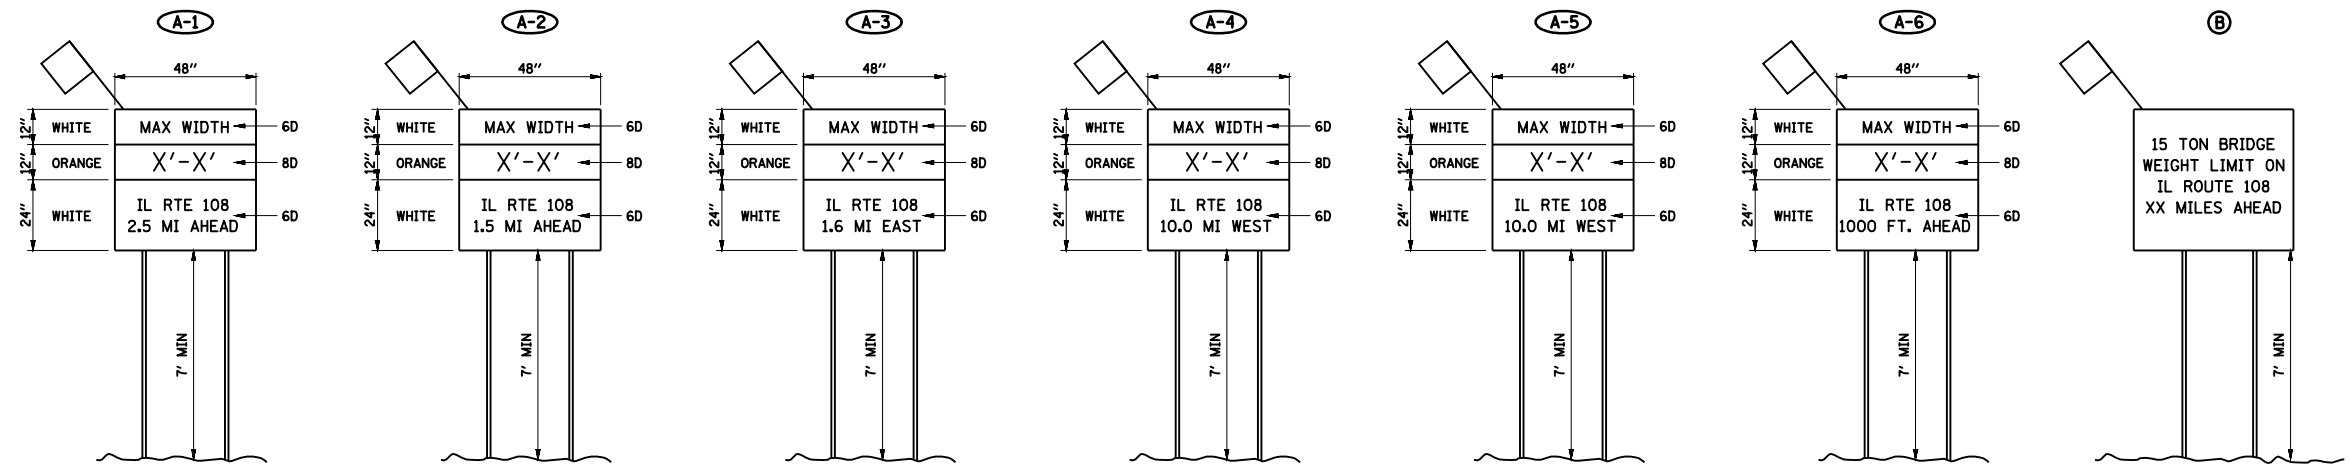 A-1
48"
12" WHITE MAX WIDTH 6D
12" ORANGE X'-X' 8D
24" WHITE IL RTE 108 6D
2.5 MI AHEAD
7' MIN
A-2
48"
12" WHITE MAX WIDTH 6D
12" ORANGE X'-X' 8D
24" WHITE IL RTE 108 6D
1.5 MI AHEAD
7' MIN
A-3
48"
12" WHITE MAX WIDTH 6D
12" ORANGE X'-X' 8D
24" WHITE IL RTE 108 6D
1.6 MI EAST
7' MIN
A-4
48"
12" WHITE MAX WIDTH 6D
12" ORANGE X'-X' 8D
24" WHITE IL RTE 108 6D
10.0 MI WEST
7' MIN
A-5
48"
12" WHITE MAX WIDTH 6D
12" ORANGE X'-X' 8D
24" WHITE IL RTE 108 6D
10.0 MI WEST
7' MIN
A-6
48"
12" WHITE MAX WIDTH 6D
12" ORANGE X'-X' 8D
24" WHITE IL RTE 108 6D
1000 FT. AHEAD
7' MIN
B
15 TON BRIDGE
WEIGHT LIMIT ON
IL ROUTE 108
XX MILES AHEAD
7' MIN